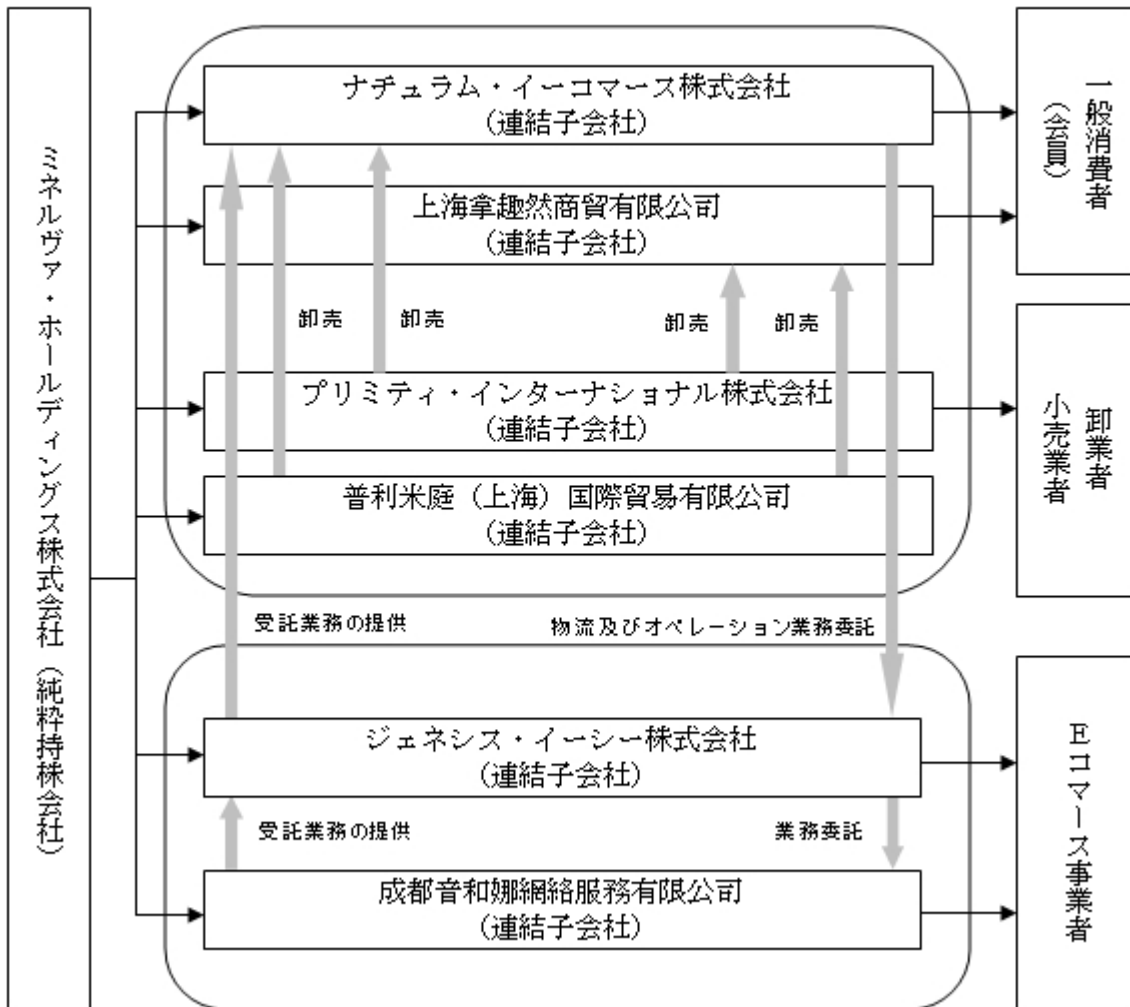 ミネルヴァ・ホールディングス株式会社（純粋持株会社）
ナチュラム・イーコマース株式会社
（連結子会社）
上海拿趣然商貿有限公司
（連結子会社）
卸売
卸売
卸売
卸売
プリミティ・インターナショナル株式会社
（連結子会社）
普利米庭（上海）国際貿易有限公司
（連結子会社）
受託業務の提供
物流及びオペレーション業務委託
ジェネシス・イーシー株式会社
（連結子会社）
受託業務の提供
業務委託
成都音和娜網絡服務有限公司
（連結子会社）
一般消費者
（会員）
卸業者
小売業者
Eコマース事業者